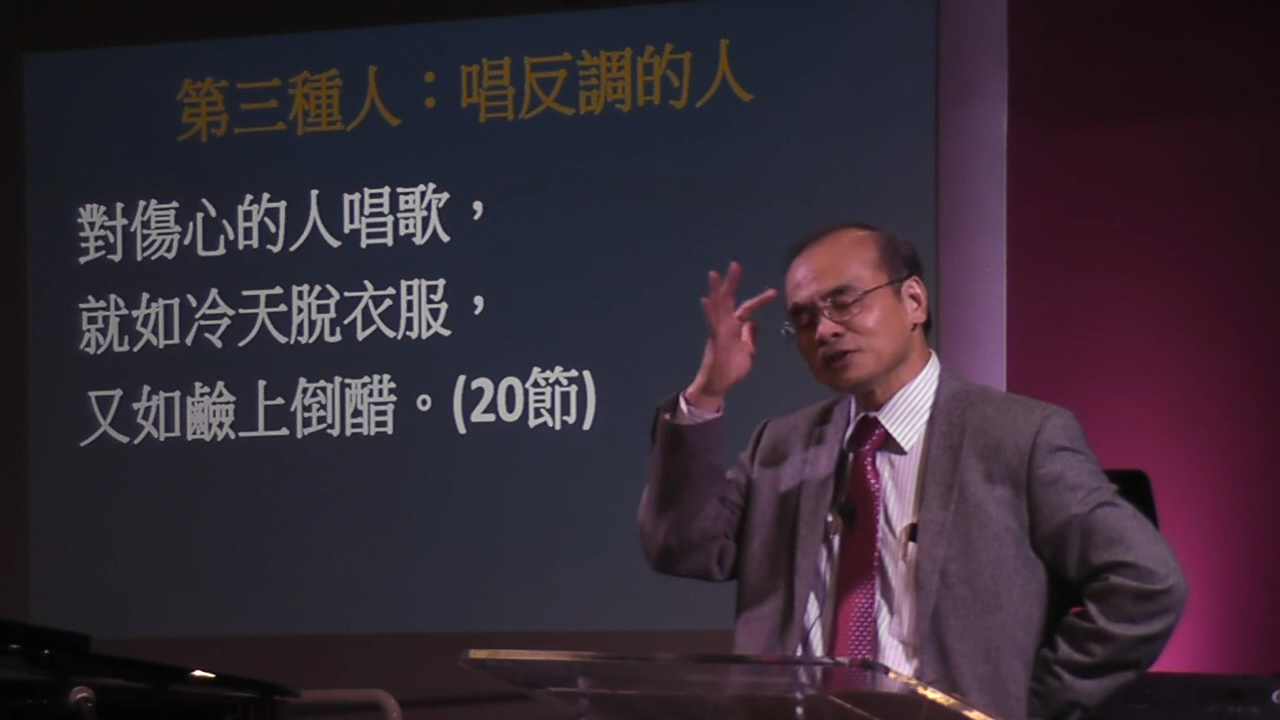 第三種人：唱反調的人
對傷心的人唱歌，
就如冷天脫衣服，
又如鹼上倒醋。(20節)